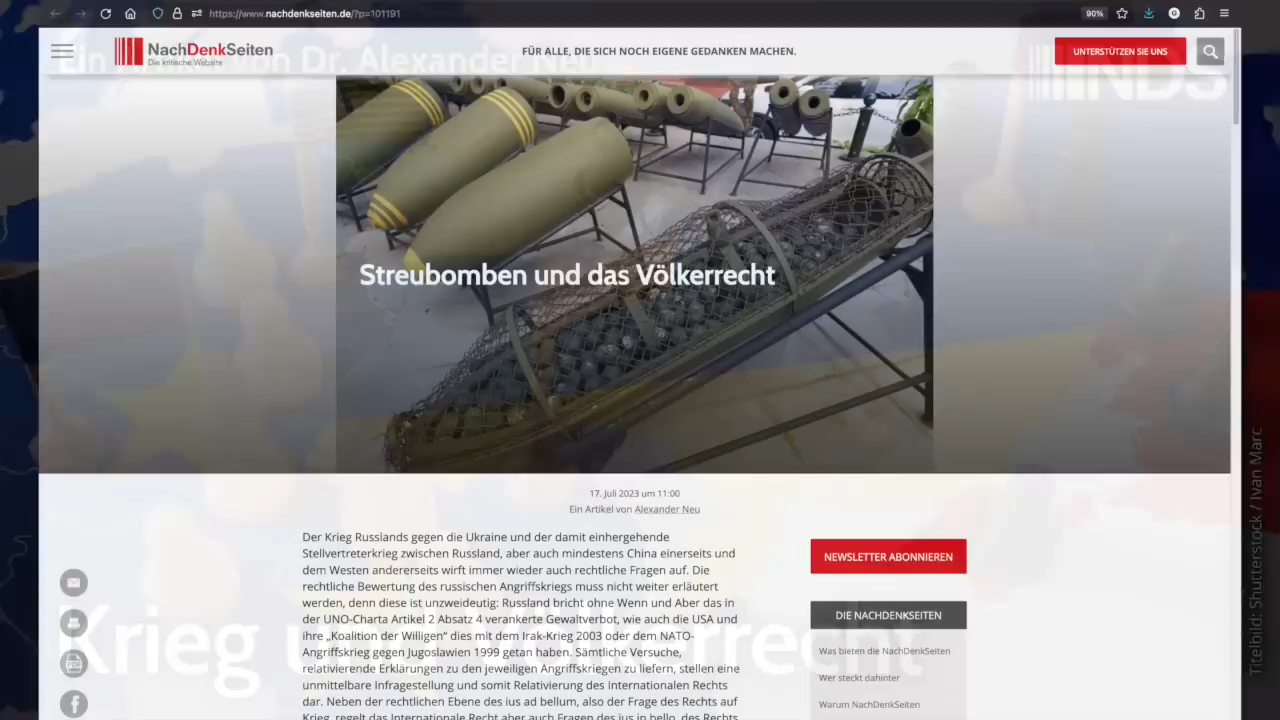 https://www.nachdenkseiten.de/?p=101191
90%
NachDenkSeiten
Die kritische Website
FÜR ALLE, DIE SICH NOCH EIGENE GEDANKEN MACHEN.
UNTERSTÜTZEN SIE UNS
Ein Artikel von Dr. Alexander Neu
NDS
Streubomben und das Völkerrecht
17. Juli 2023 um 11:00
Ein Artikel von Alexander Neu
Der Krieg Russlands gegen die Ukraine und der damit einhergehende
Stellvertreterkrieg zwischen Russland, aber auch mindestens China einerseits und
dem Westen andererseits wirft immer wieder auch rechtliche Fragen auf. Die
rechtliche Bewertung des russischen Angriffskriegs muss nicht weiter erläutert
werden, denn diese ist unzweideutig: Russland bricht ohne Wenn und Aber das in
der UNO-Charta Artikel 2 Absatz 4 verankerte Gewaltverbot, wie auch die USA und
ihre „Koalition der Willigen“ dies mit dem Irak-Krieg 2003 oder dem NATO-
Angriffskrieg gegen Jugoslawien 1999 getan haben. Sämtliche Versuche,
relativierende Erklärungen zu den jeweiligen Angriffskriegen zu liefern, stellen eine
unmittelbare Infragestellung und somit Relativierung des Internationalen Rechts
dar. Neben der rechtlichen Ebene des ius ad bellum, also der Frage des Rechts auf
Krieg, regelt das Internationale Recht aber auch Fragen des ius in bello, des Rechts
NEWSLETTER ABONNIEREN
DIE NACHDENKSEITEN
Was bieten die NachDenkSeiten
Wer steckt dahinter
Warum NachDenkSeiten
PDF
Krieg
Titelbild: Shutterstock / Ivan Marc